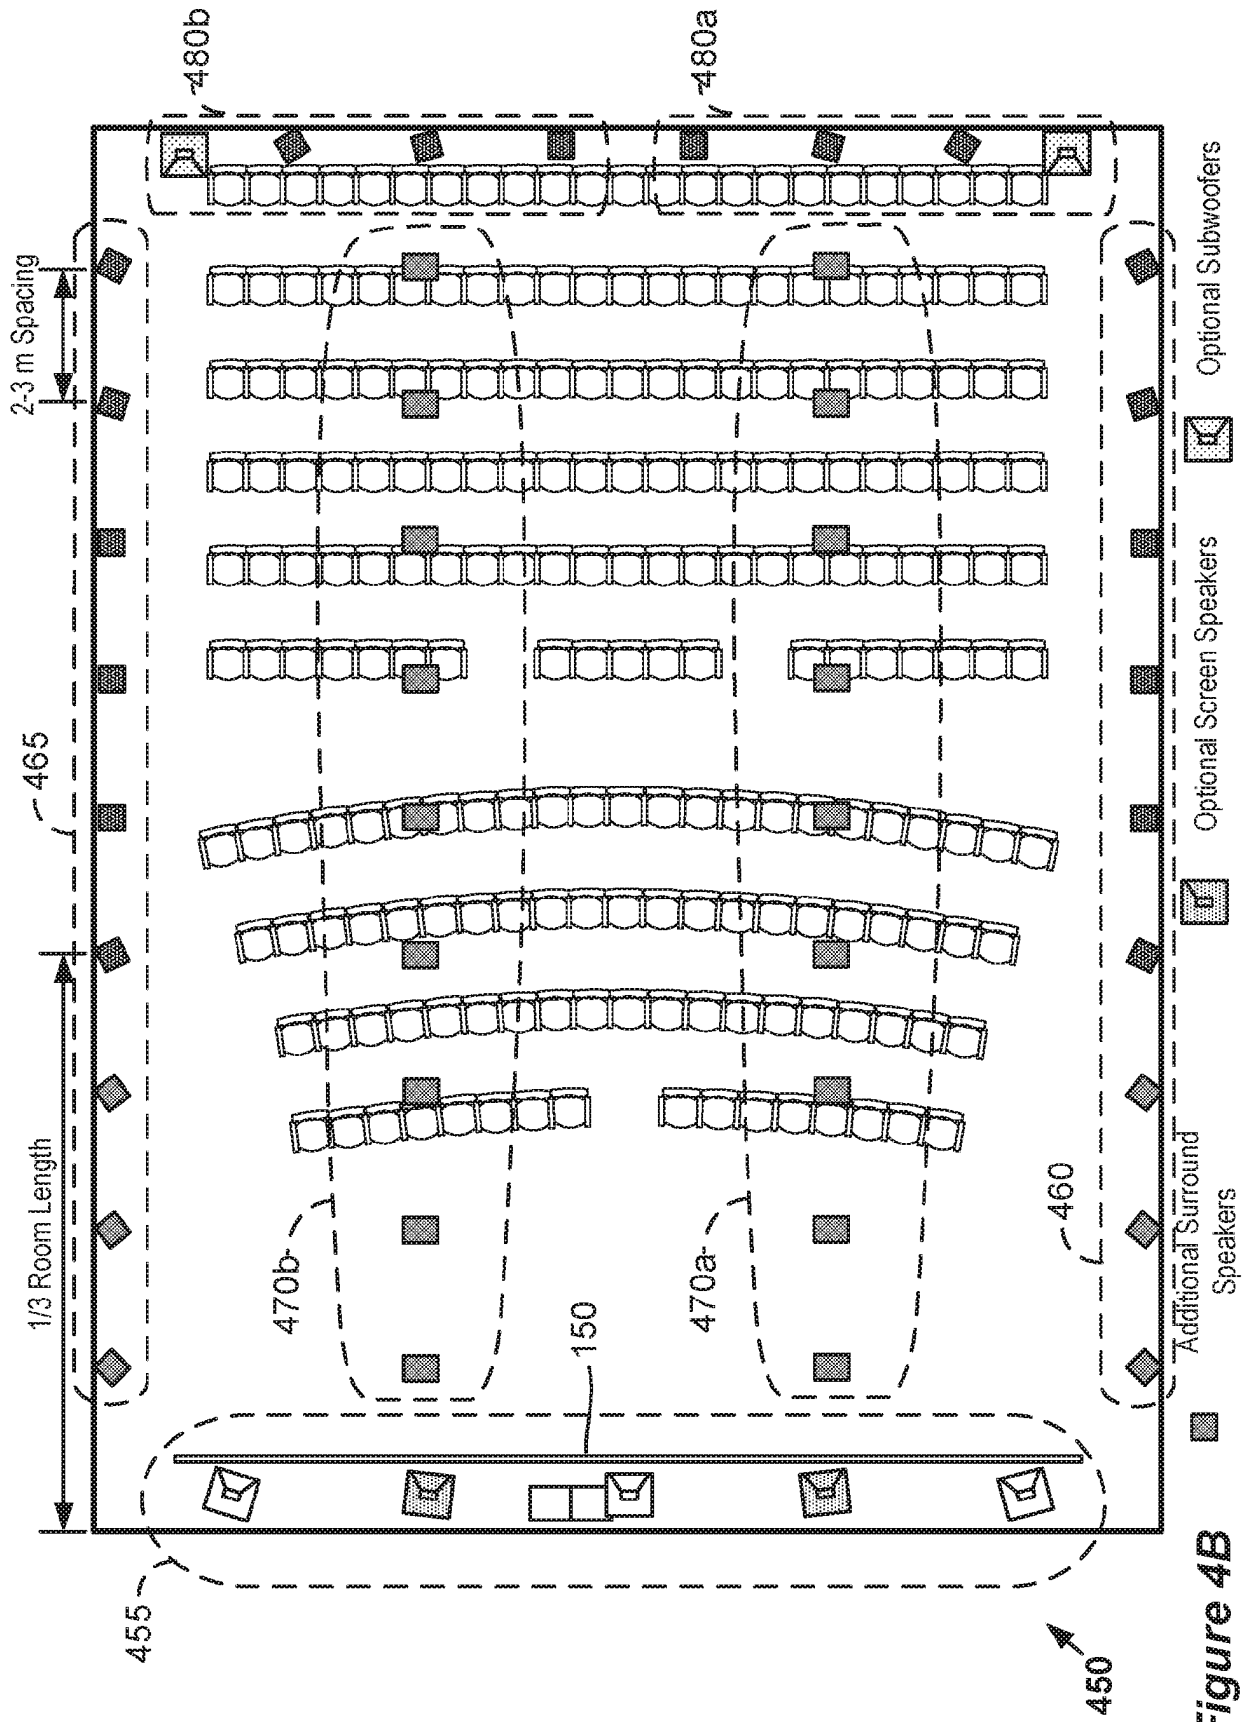 480b
480a
2-3 m Spacing
465
1/3 Room Length
470b
470a
150
460
455
450
Additional Surround
Speakers
Optional Screen Speakers
Optional Subwoofers
Figure 4B